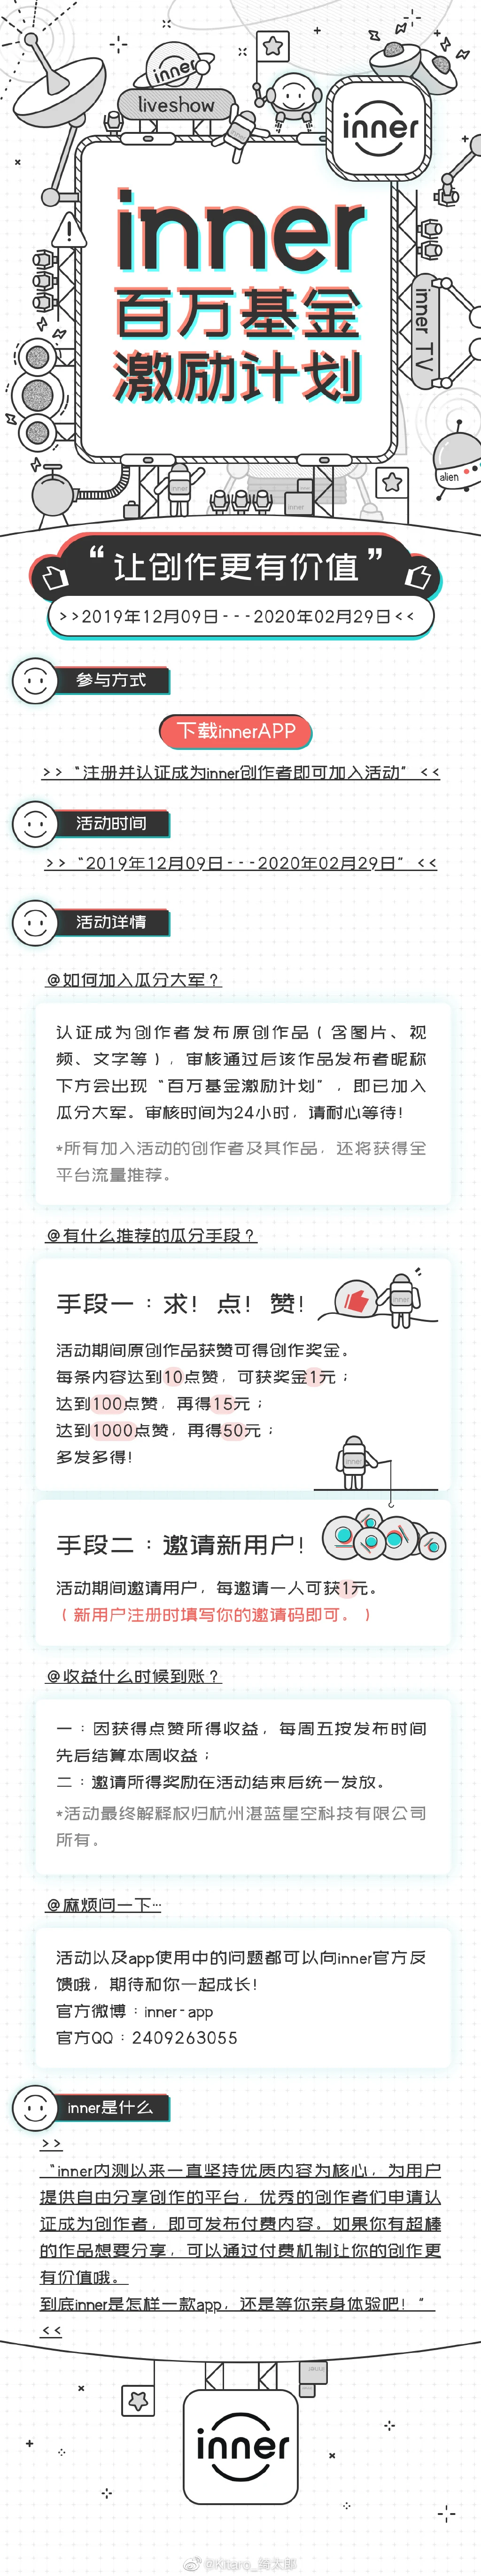 inner
liveshow
inner
inner
inner
百万基金
激励计划
inner TV
alien
inner
inner
“让创作更有价值”
>>2019年12月09日---2020年02月29日<<
参与方式
下载innerAPP
>>“注册并认证成为inner创作者即可加入活动”<<
活动时间
>>“2019年12月09日---2020年02月29日”<<
活动详情
@如何加入瓜分大军?
认证成为创作者发布原创作品(含图片、视
频、文字等),审核通过后该作品发布者昵称
下方会出现“百万基金激励计划”,即已加入
瓜分大军。审核时间为24小时,请耐心等待!
*所有加入活动的创作者及其作品,还将获得全
平台流量推荐。
@有什么推荐的瓜分手段?
手段一:求!点!赞!
inner
活动期间原创作品获赞可得创作奖金。
每条内容达到10点赞,可获奖金1元;
达到100点赞,再得15元;
达到1000点赞,再得50元;
多发多得!
inner
手段二:邀请新用户!
活动期间邀请用户,每邀请一人可获1元。
(新用户注册时填写你的邀请码即可。)
@收益什么时候到账?
一:因获得点赞所得收益,每周五按发布时间
先后结算本周收益;
二:邀请所得奖励在活动结束后统一发放。
*活动最终解释权归杭州湛蓝星空科技有限公司
所有。
@麻烦问一下…
活动以及app使用中的问题都可以向inner官方反
馈哦,期待和你一起成长!
官方微博:inner-app
官方QQ:2409263055
inner是什么
>>
“inner内测以来一直坚持优质内容为核心,为用户
提供自由分享创作的平台,优秀的创作者们申请认
证成为创作者,即可发布付费内容。如果你有超棒
的作品想要分享,可以通过付费机制让你的创作更
有价值哦。
到底inner是怎样一款app,还是等你亲身体验吧!”
<<
inner